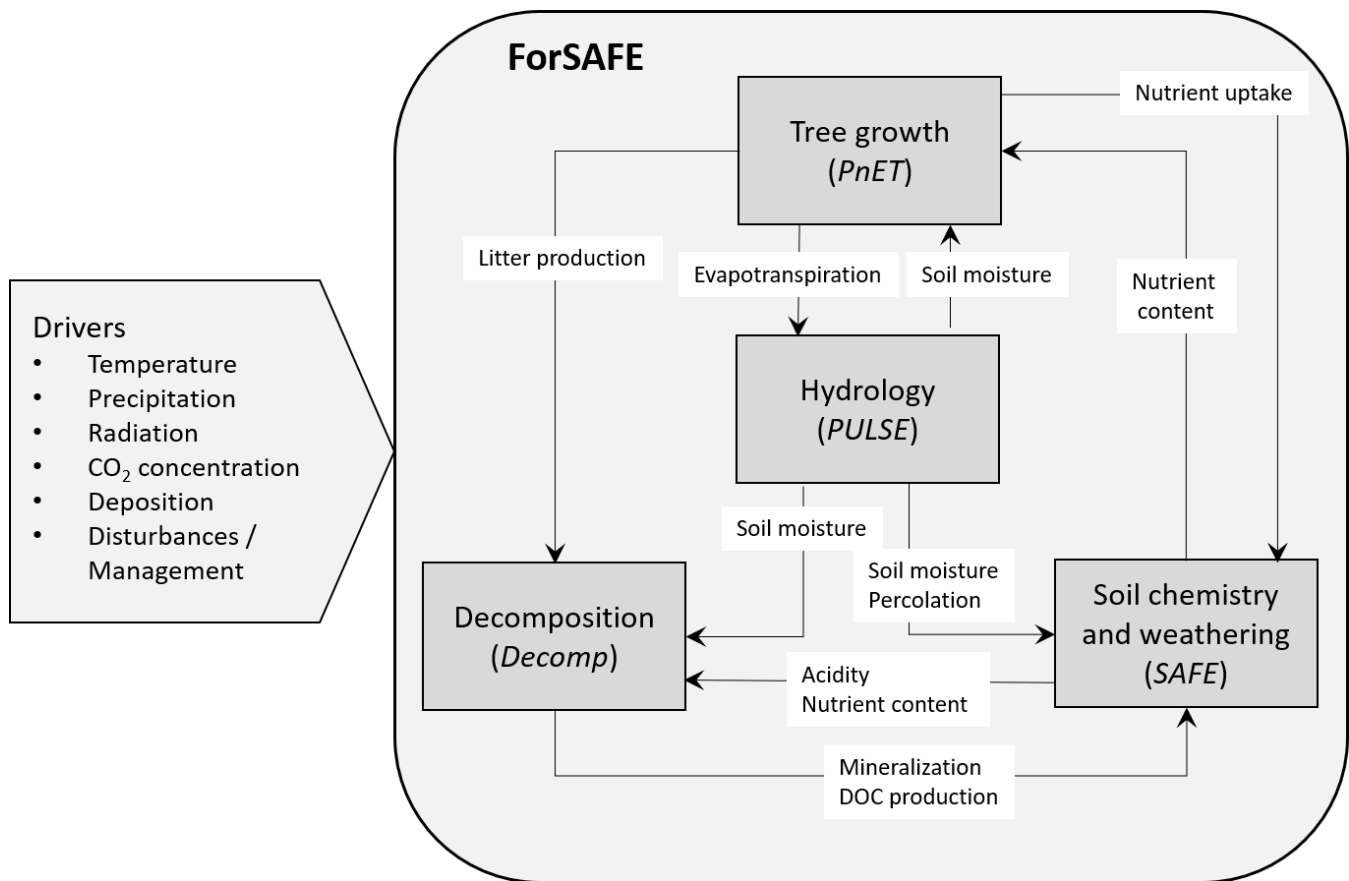 ForSAFE
Tree growth
(PnET)
Nutrient uptake
Litter production
Evapotranspiration
Soil moisture
Nutrient
content
Drivers
• Temperature
• Precipitation
• Radiation
• CO₂ concentration
• Deposition
• Disturbances /
Management
Hydrology
(PULSE)
Soil moisture
Soil moisture
Percolation
Decomposition
(Decomp)
Soil chemistry
and weathering
(SAFE)
Acidity
Nutrient content
Mineralization
DOC production